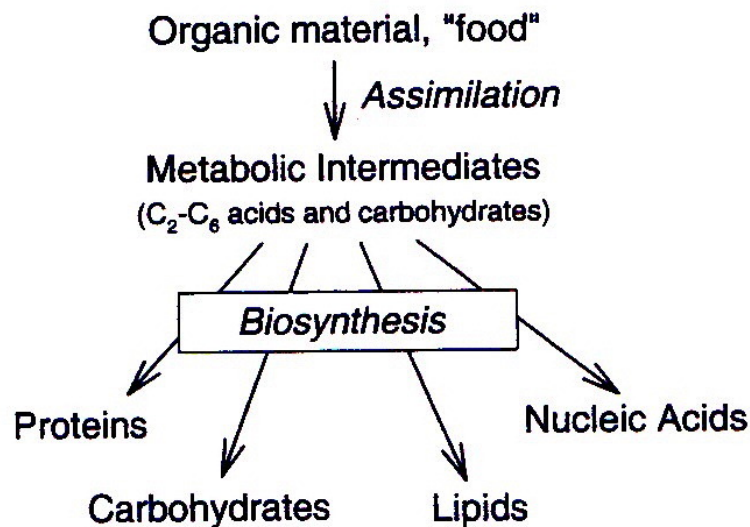 Organic material, "food"
Assimilation
Metabolic Intermediates
(C₂-C₆ acids and carbohydrates)
Biosynthesis
Proteins
Nucleic Acids
Carbohydrates
Lipids